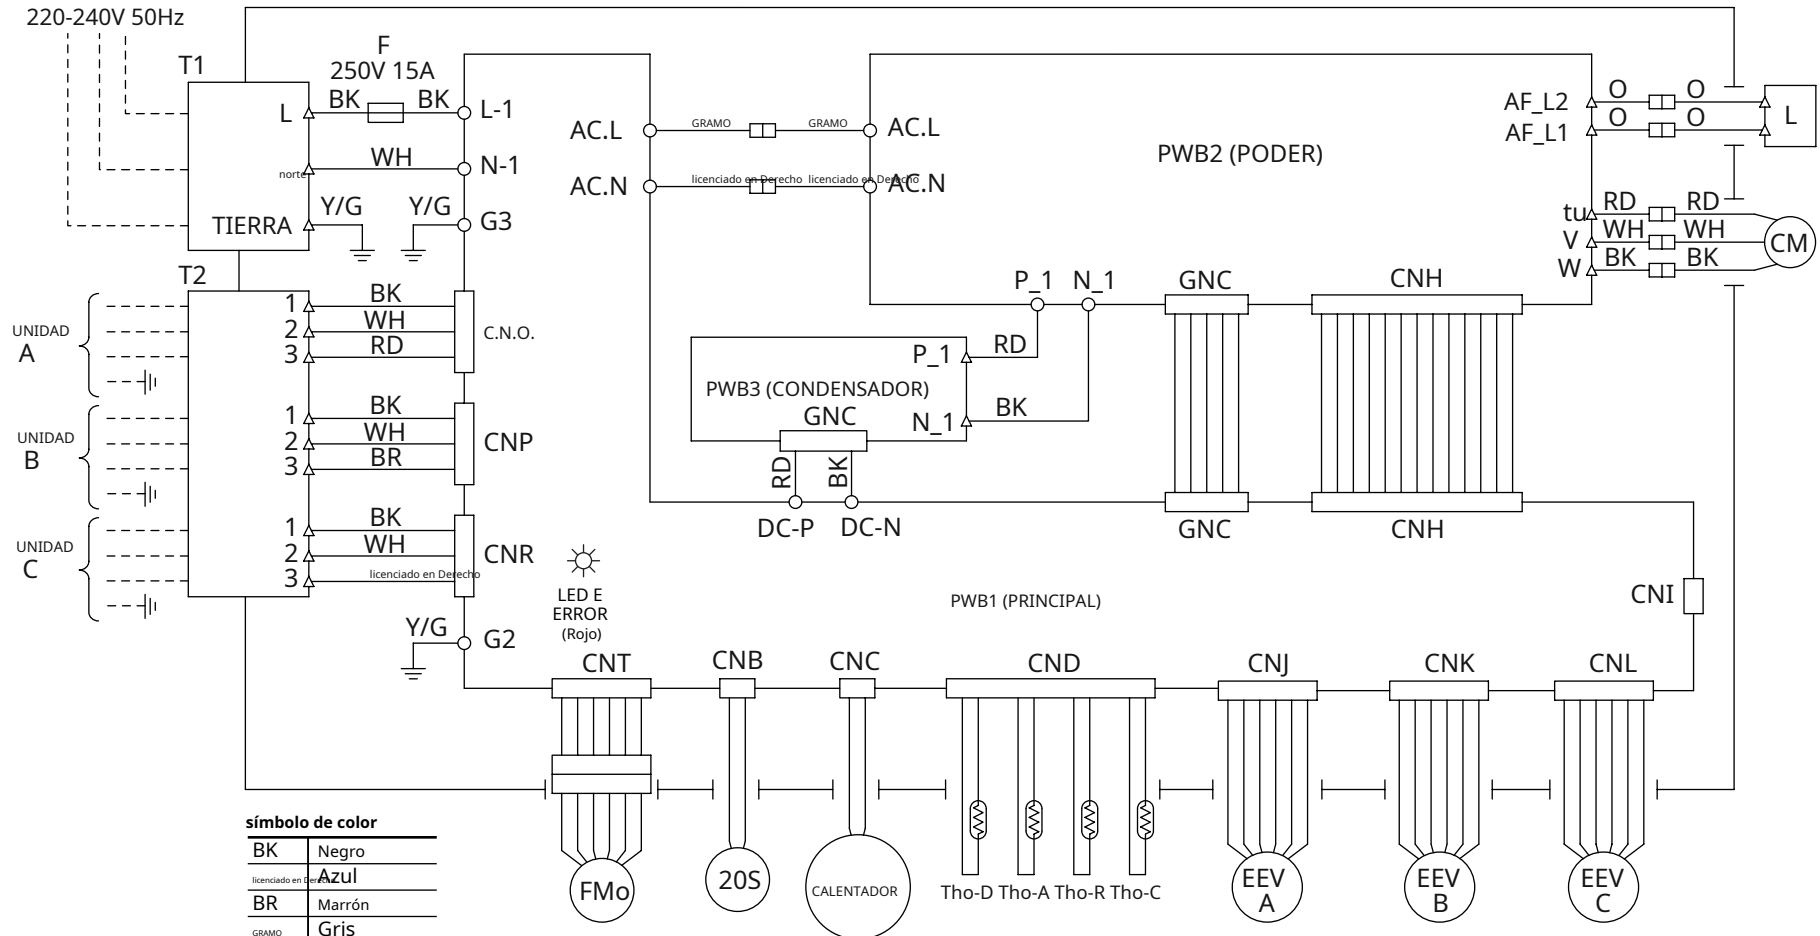 220-240V 50Hz
T1
F
250V 15A
L
BK
BK
L-1
norte
WH
N-1
TIERRA
Y/G
Y/G
G3
AC.L
GRAMO
GRAMO
AC.L
AC.N
licenciado en Derecho
licenciado en Derecho
AC.N
PWB2 (PODER)
AF_L2
O
O
AF_L1
O
O
L
tu
RD
RD
V
WH
WH
W
BK
BK
CM
T2
UNIDAD
A
1
BK
2
WH
3
RD
C.N.O.
UNIDAD
B
1
BK
2
WH
3
BR
CNP
UNIDAD
C
1
BK
2
WH
3
licenciado en Derecho
CNR
Y/G
G2
P_1
N_1
GNC
CNH
P_1
RD
PWB3 (CONDENSADOR)
GNC
N_1
BK
RD
BK
DC-P
DC-N
GNC
CNH
LED E
ERROR
(Rojo)
PWB1 (PRINCIPAL)
CNI
CNT
CNB
CNC
CND
CNJ
CNK
CNL
FMo
20S
CALENTADOR
Tho-D Tho-A Tho-R Tho-C
EEV
A
EEV
B
EEV
C
símbolo de color
BK Negro
licenciado en Derecho Azul
BR Marrón
GRAMO Gris